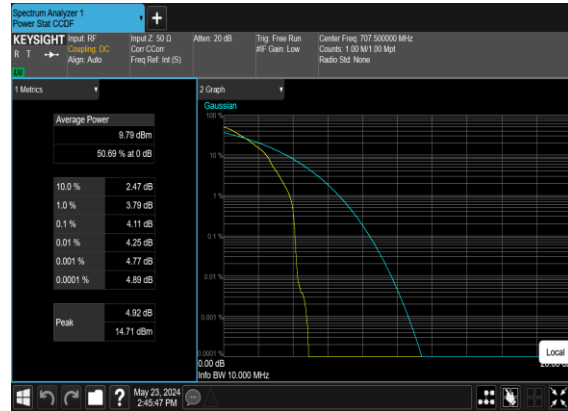 Spectrum Analyzer 1
Power Stat CCDF
+
KEYSIGHT
R T
LXI
Input: RF
Coupling: DC
Align: Auto
Input Z: 50 Ω
Corr CCorr
Freq Ref: Int (S)
Atten: 20 dB
Trig: Free Run
#IF Gain: Low
Center Freq: 707.500000 MHz
Counts: 1.00 M/1.00 Mpt
Radio Std: None
1 Metrics
Average Power
9.79 dBm
50.69 % at 0 dB
10.0 % 2.47 dB
1.0 % 3.79 dB
0.1 % 4.11 dB
0.01 % 4.25 dB
0.001 % 4.77 dB
0.0001 % 4.89 dB
Peak
4.92 dB
14.71 dBm
2 Graph
Gaussian
100 %
10 %
1 %
0.1 %
0.01 %
0.001 %
0.0001 %
0.00 dB
Info BW 10.000 MHz
Local
?
May 23, 2024
2:45:47 PM